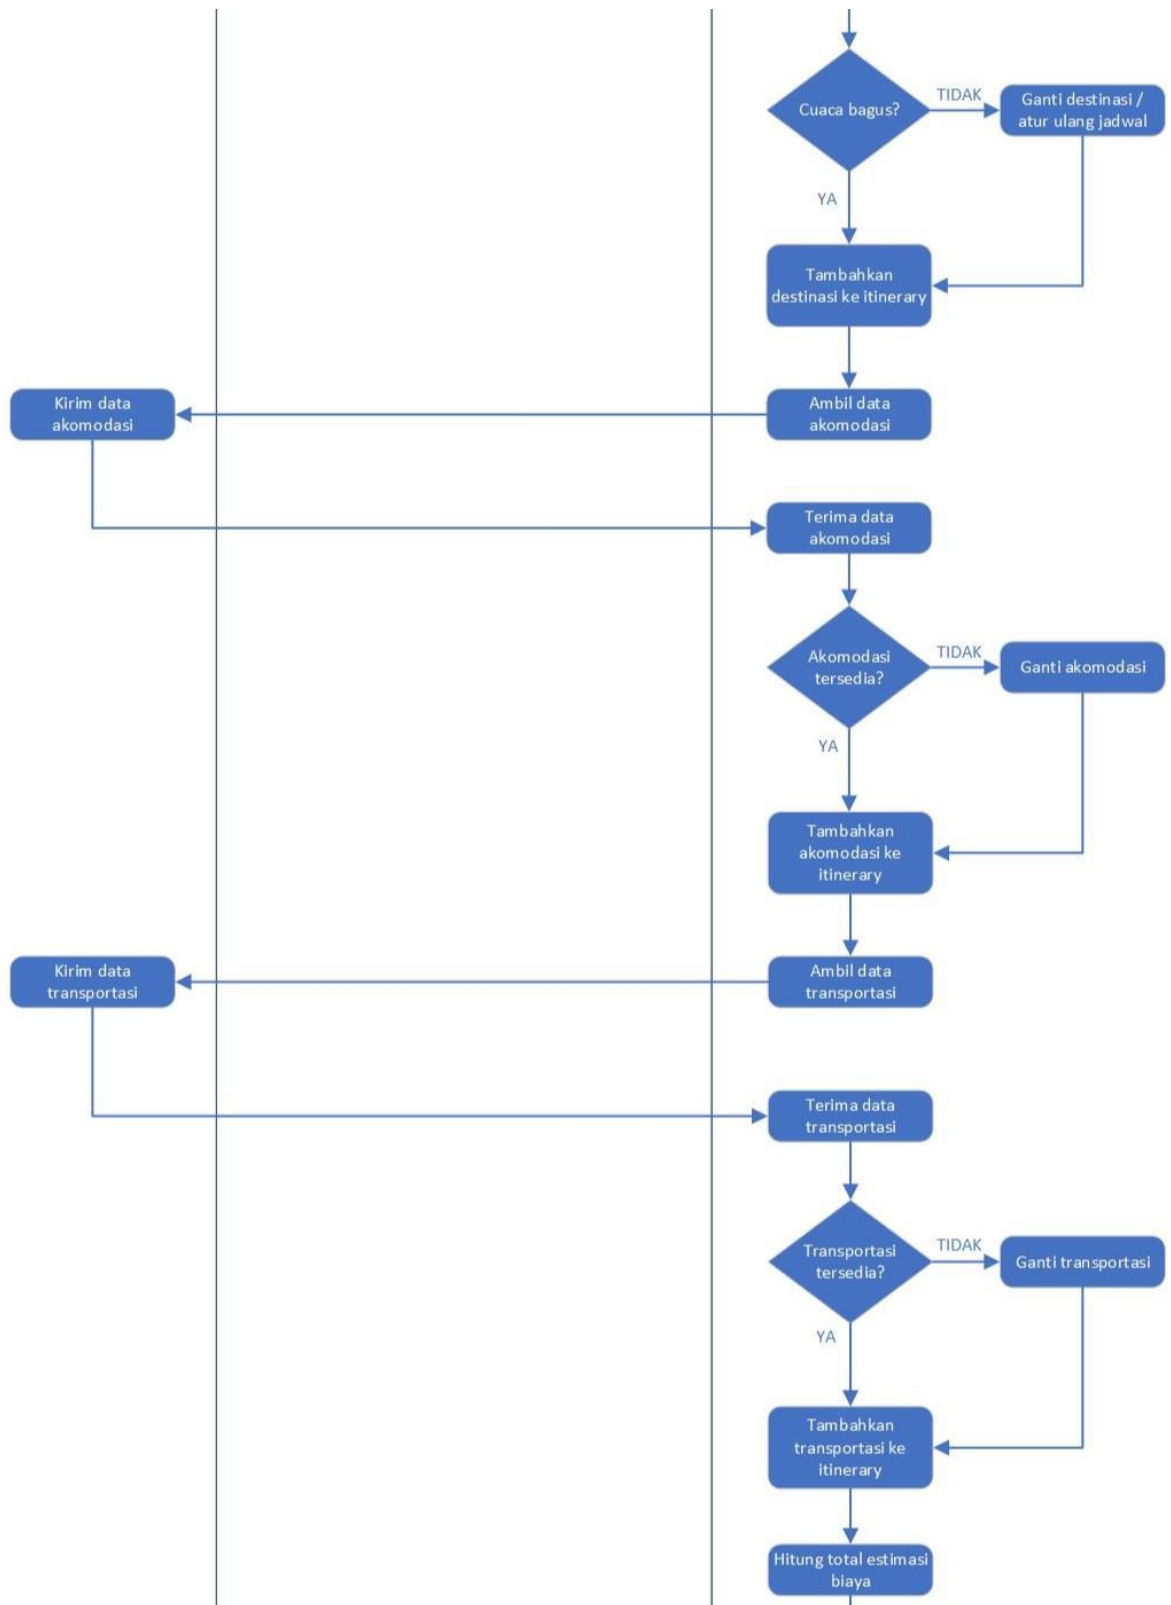 Cuaca bagus?
TIDAK
Ganti destinasi /
atur ulang jadwal
YA
Tambahkan
destinasi ke itinerary
Kirim data
akomodasi
Ambil data
akomodasi
Terima data
akomodasi
Akomodasi
tersedia?
TIDAK
Ganti akomodasi
YA
Tambahkan
akomodasi ke
itinerary
Kirim data
transportasi
Ambil data
transportasi
Terima data
transportasi
Transportasi
tersedia?
TIDAK
Ganti transportasi
YA
Tambahkan
transportasi ke
itinerary
Hitung total estimasi
biaya